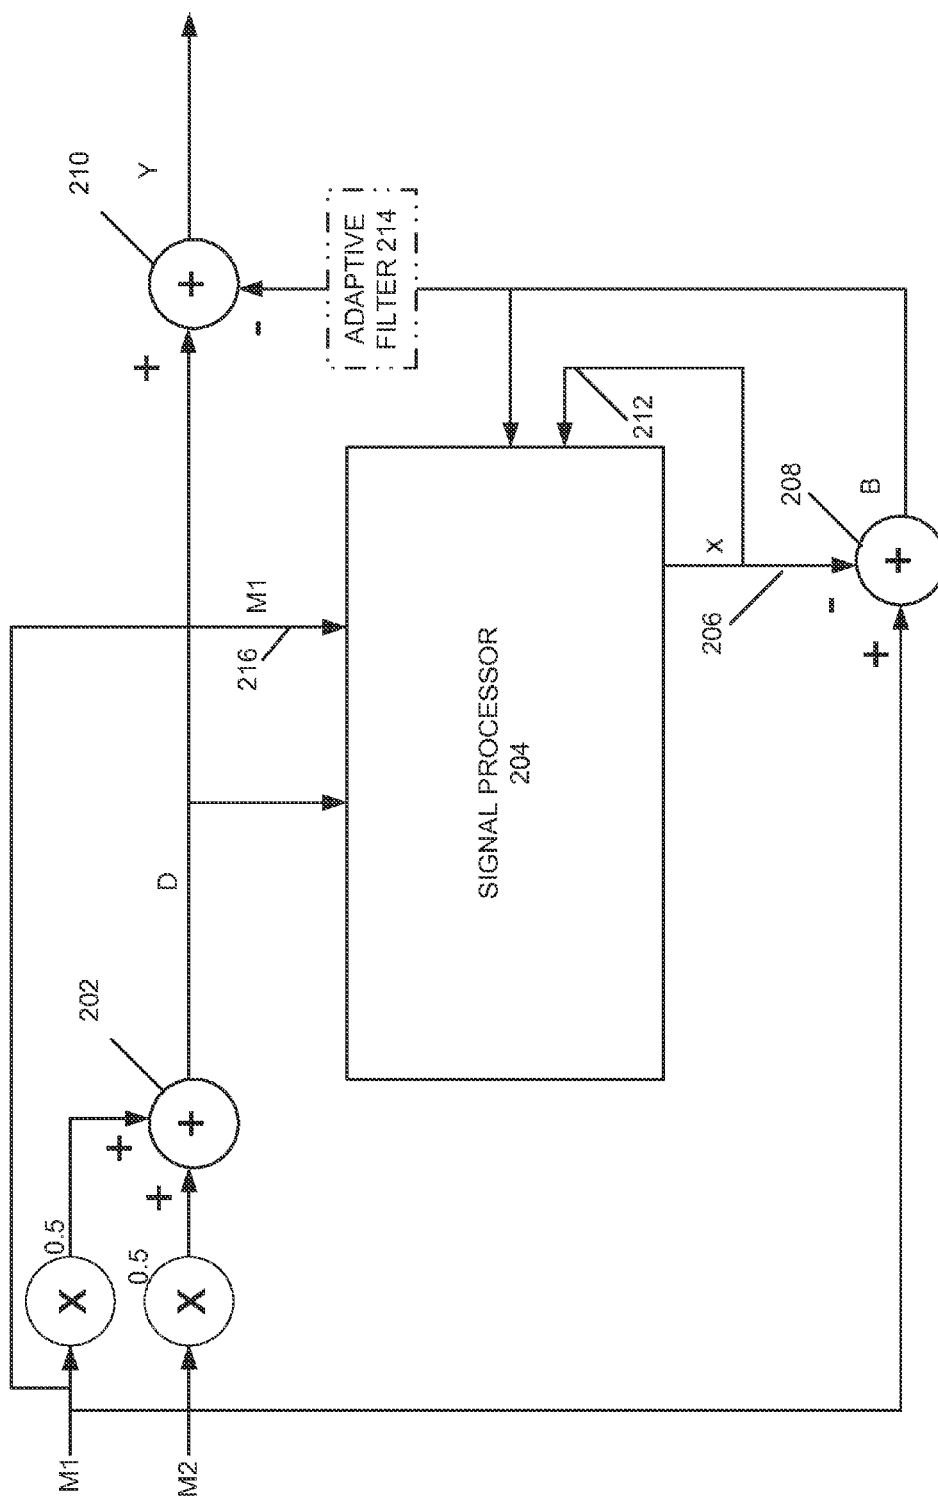 M1
M2
X
X
0.5
0.5
+
+
+
202
D
216
M1
+
-
+
210
Y
SIGNAL PROCESSOR
204
ADAPTIVE
FILTER 214
212
X
206
-
+
+
208
B